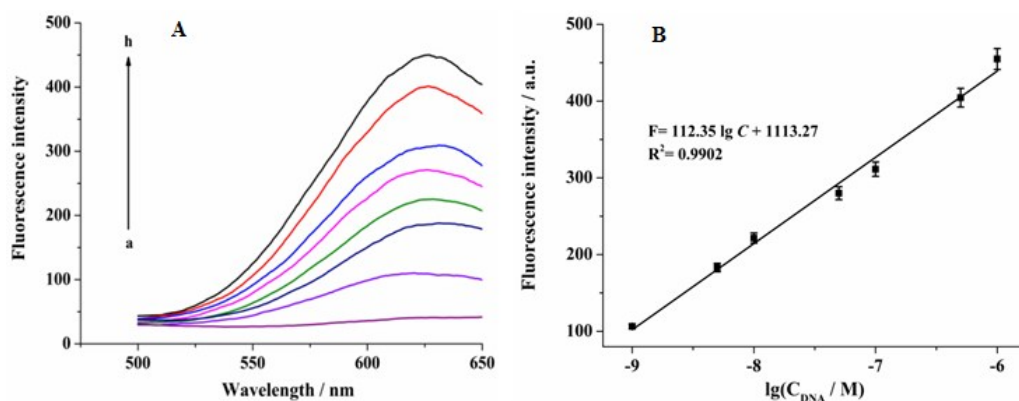 A
h
a
500
400
300
200
100
0
500
550
600
650
Fluorescence intensity
Wavelength / nm
B
F= 112.35 lg C + 1113.27
R²= 0.9902
500
400
300
200
100
-9
-8
-7
-6
Fluorescence intensity / a.u.
lg(C_DNA / M)